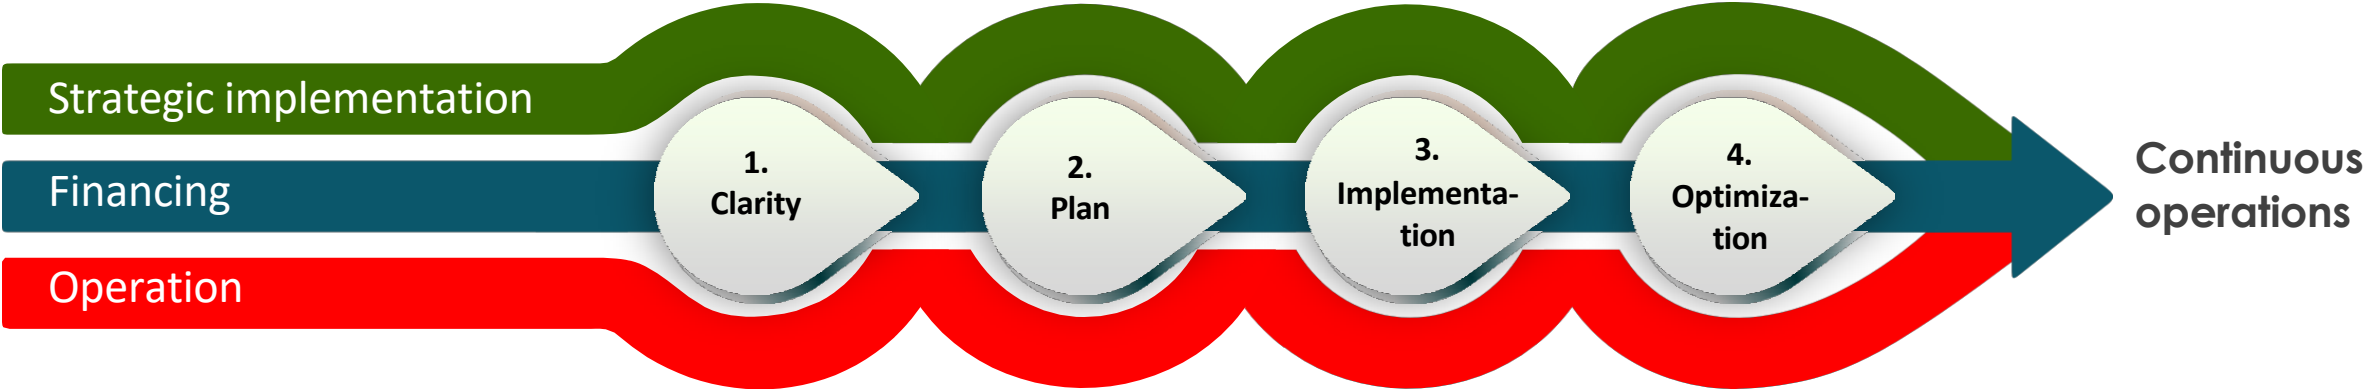 Strategic implementation
Financing
Operation
1.
Clarity
2.
Plan
3.
Implementa-
tion
4.
Optimiza-
tion
Continuous
operations